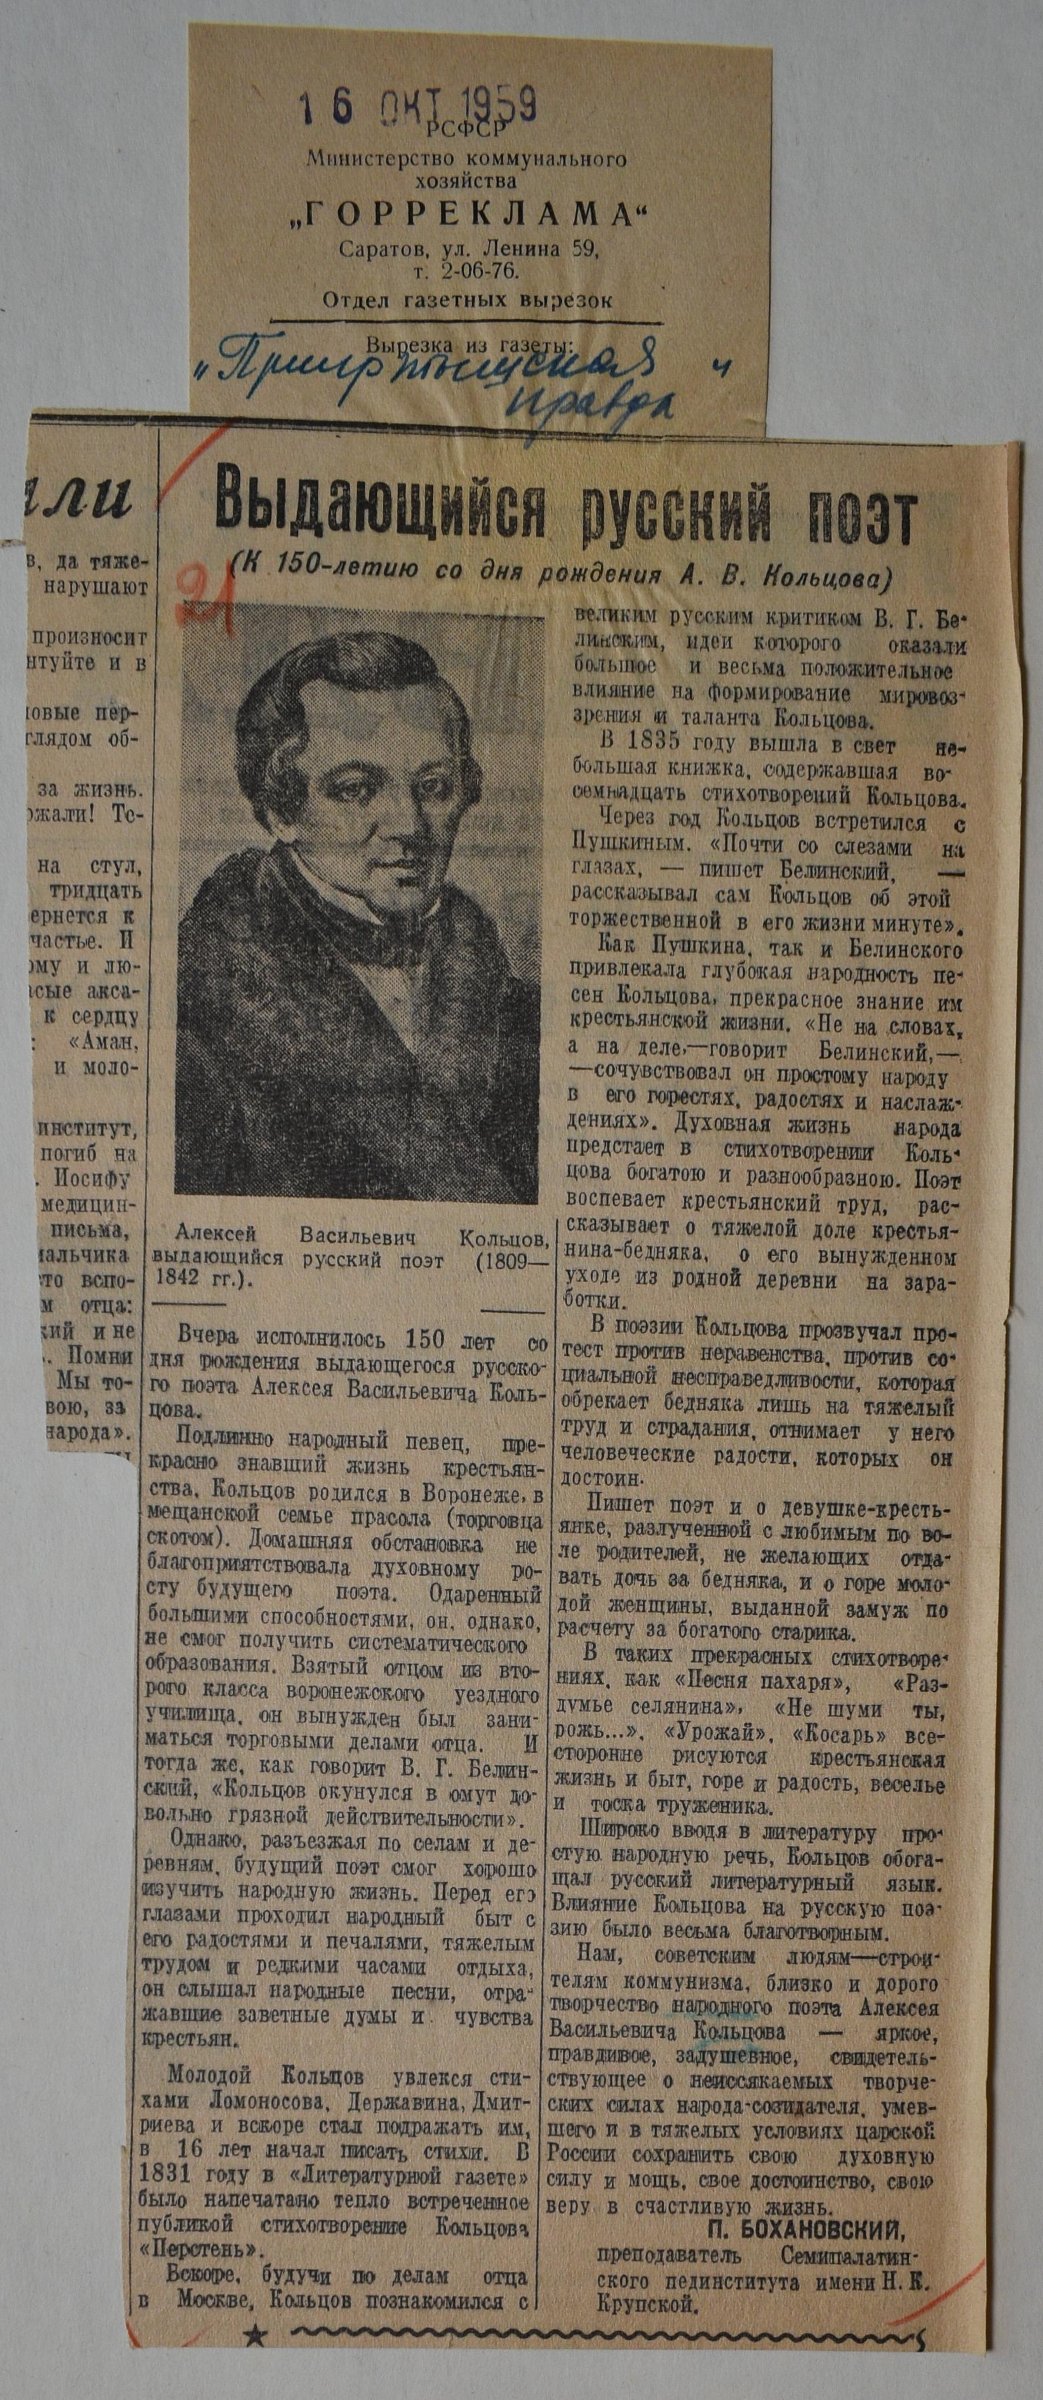 16 ОКТ 1959
РСФСР
Министерство коммунального
хозяйства
„ГОРРЕКЛАМА“
Саратов, ул. Ленина 59,
т. 2-06-76.
Отдел газетных вырезок
Вырезка из газеты:
„Прииртышская
правда“
или
в, да тяже-
нарушают
произносит
нтуйте и в
новые пер-
глядом об-
за жизнь.
ржали! Те-
на стул,
тридцать
ернется к
частье. И
ому и лю-
асые акса-
к сердцу
: «Аман,
и моло-
институт,
погиб на
. Иосифу
медицин-
письма,
мальчика
то вспо-
м отца:
кий и не
.. Помни
Мы то-
вою, за
народа».
Выдающийся русский поэт
(К 150-летию со дня рождения А. В. Кольцова)
21
Алексей Васильевич Кольцов,
выдающийся русский поэт (1809—
1842 гг.).
Вчера исполнилось 150 лет со
дня рождения выдающегося русско-
го поэта Алексея Васильевича Коль-
цова.
Подлинно народный певец, пре-
красно знавший жизнь крестьян-
ства, Кольцов родился в Воронеже, в
мещанской семье прасола (торговца
скотом). Домашняя обстановка не
благоприятствовала духовному ро-
сту будущего поэта. Одаренный
большими способностями, он, однако,
не смог получить систематического
образования. Взятый отцом из вто-
рого класса воронежского уездного
училища, он вынужден был зани-
маться торговыми делами отца. И
тогда же, как говорит В. Г. Белин-
ский, «Кольцов окунулся в омут до-
вольно грязной действительности».
Однако, разъезжая по селам и де-
ревням, будущий поэт смог хорошо
изучить народную жизнь. Перед его
глазами проходил народный быт с
его радостями и печалями, тяжелым
трудом и редкими часами отдыха,
он слышал народные песни, отра-
жавшие заветные думы и чувства
крестьян.
Молодой Кольцов увлекся сти-
хами Ломоносова, Державина, Дмит-
риева и вскоре стал подражать им,
в 16 лет начал писать стихи. В
1831 году в «Литературной газете»
было напечатано тепло встреченное
публикой стихотворение Кольцова
«Перстень».
Вскоре, будучи по делам отца
в Москве, Кольцов познакомился с
великим русским критиком В. Г. Бе-
линским, идеи которого оказали
большое и весьма положительное
влияние на формирование мировоз-
зрения и таланта Кольцова.
В 1835 году вышла в свет не-
большая книжка, содержавшая во-
семнадцать стихотворений Кольцова.
Через год Кольцов встретился с
Пушкиным. «Почти со слезами на
глазах, — пишет Белинский, —
рассказывал сам Кольцов об этой
торжественной в его жизни минуте».
Как Пушкина, так и Белинского
привлекала глубокая народность пе-
сен Кольцова, прекрасное знание им
крестьянской жизни. «Не на словах,
а на деле,—говорит Белинский,—
—сочувствовал он простому народу
в его горестях, радостях и наслаж-
дениях». Духовная жизнь народа
предстает в стихотворении Коль-
цова богатою и разнообразною. Поэт
воспевает крестьянский труд, рас-
сказывает о тяжелой доле крестья-
нина-бедняка, о его вынужденном
уходе из родной деревни на зара-
ботки.
В поэзии Кольцова прозвучал про-
тест против неравенства, против со-
циальной несправедливости, которая
обрекает бедняка лишь на тяжелый
труд и страдания, отнимает у него
человеческие радости, которых он
достоин.
Пишет поэт и о девушке-кресть-
янке, разлученной с любимым по во-
ле родителей, не желающих отда-
вать дочь за бедняка, и о горе моло-
дой женщины, выданной замуж по
расчету за богатого старика.
В таких прекрасных стихотворе-
ниях, как «Песня пахаря», «Раз-
думье селянина», «Не шуми ты,
рожь...», «Урожай», «Косарь» все-
сторонне рисуются крестьянская
жизнь и быт, горе и радость, веселье
и тоска труженика.
Широко вводя в литературу про-
стую народную речь, Кольцов обога-
щал русский литературный язык.
Влияние Кольцова на русскую поэ-
зию было весьма благотворным.
Нам, советским людям—строи-
телям коммунизма, близко и дорого
творчество народного поэта Алексея
Васильевича Кольцова — яркое,
правдивое, задушевное, свидетель-
ствующее о неиссякаемых творче-
ских силах народа-созидателя, умев-
шего и в тяжелых условиях царской
России сохранить свою духовную
силу и мощь, свое достоинство, свою
веру в счастливую жизнь.
П. БОХАНОВСКИЙ,
преподаватель Семипалатин-
ского пединститута имени Н. К.
Крупской.